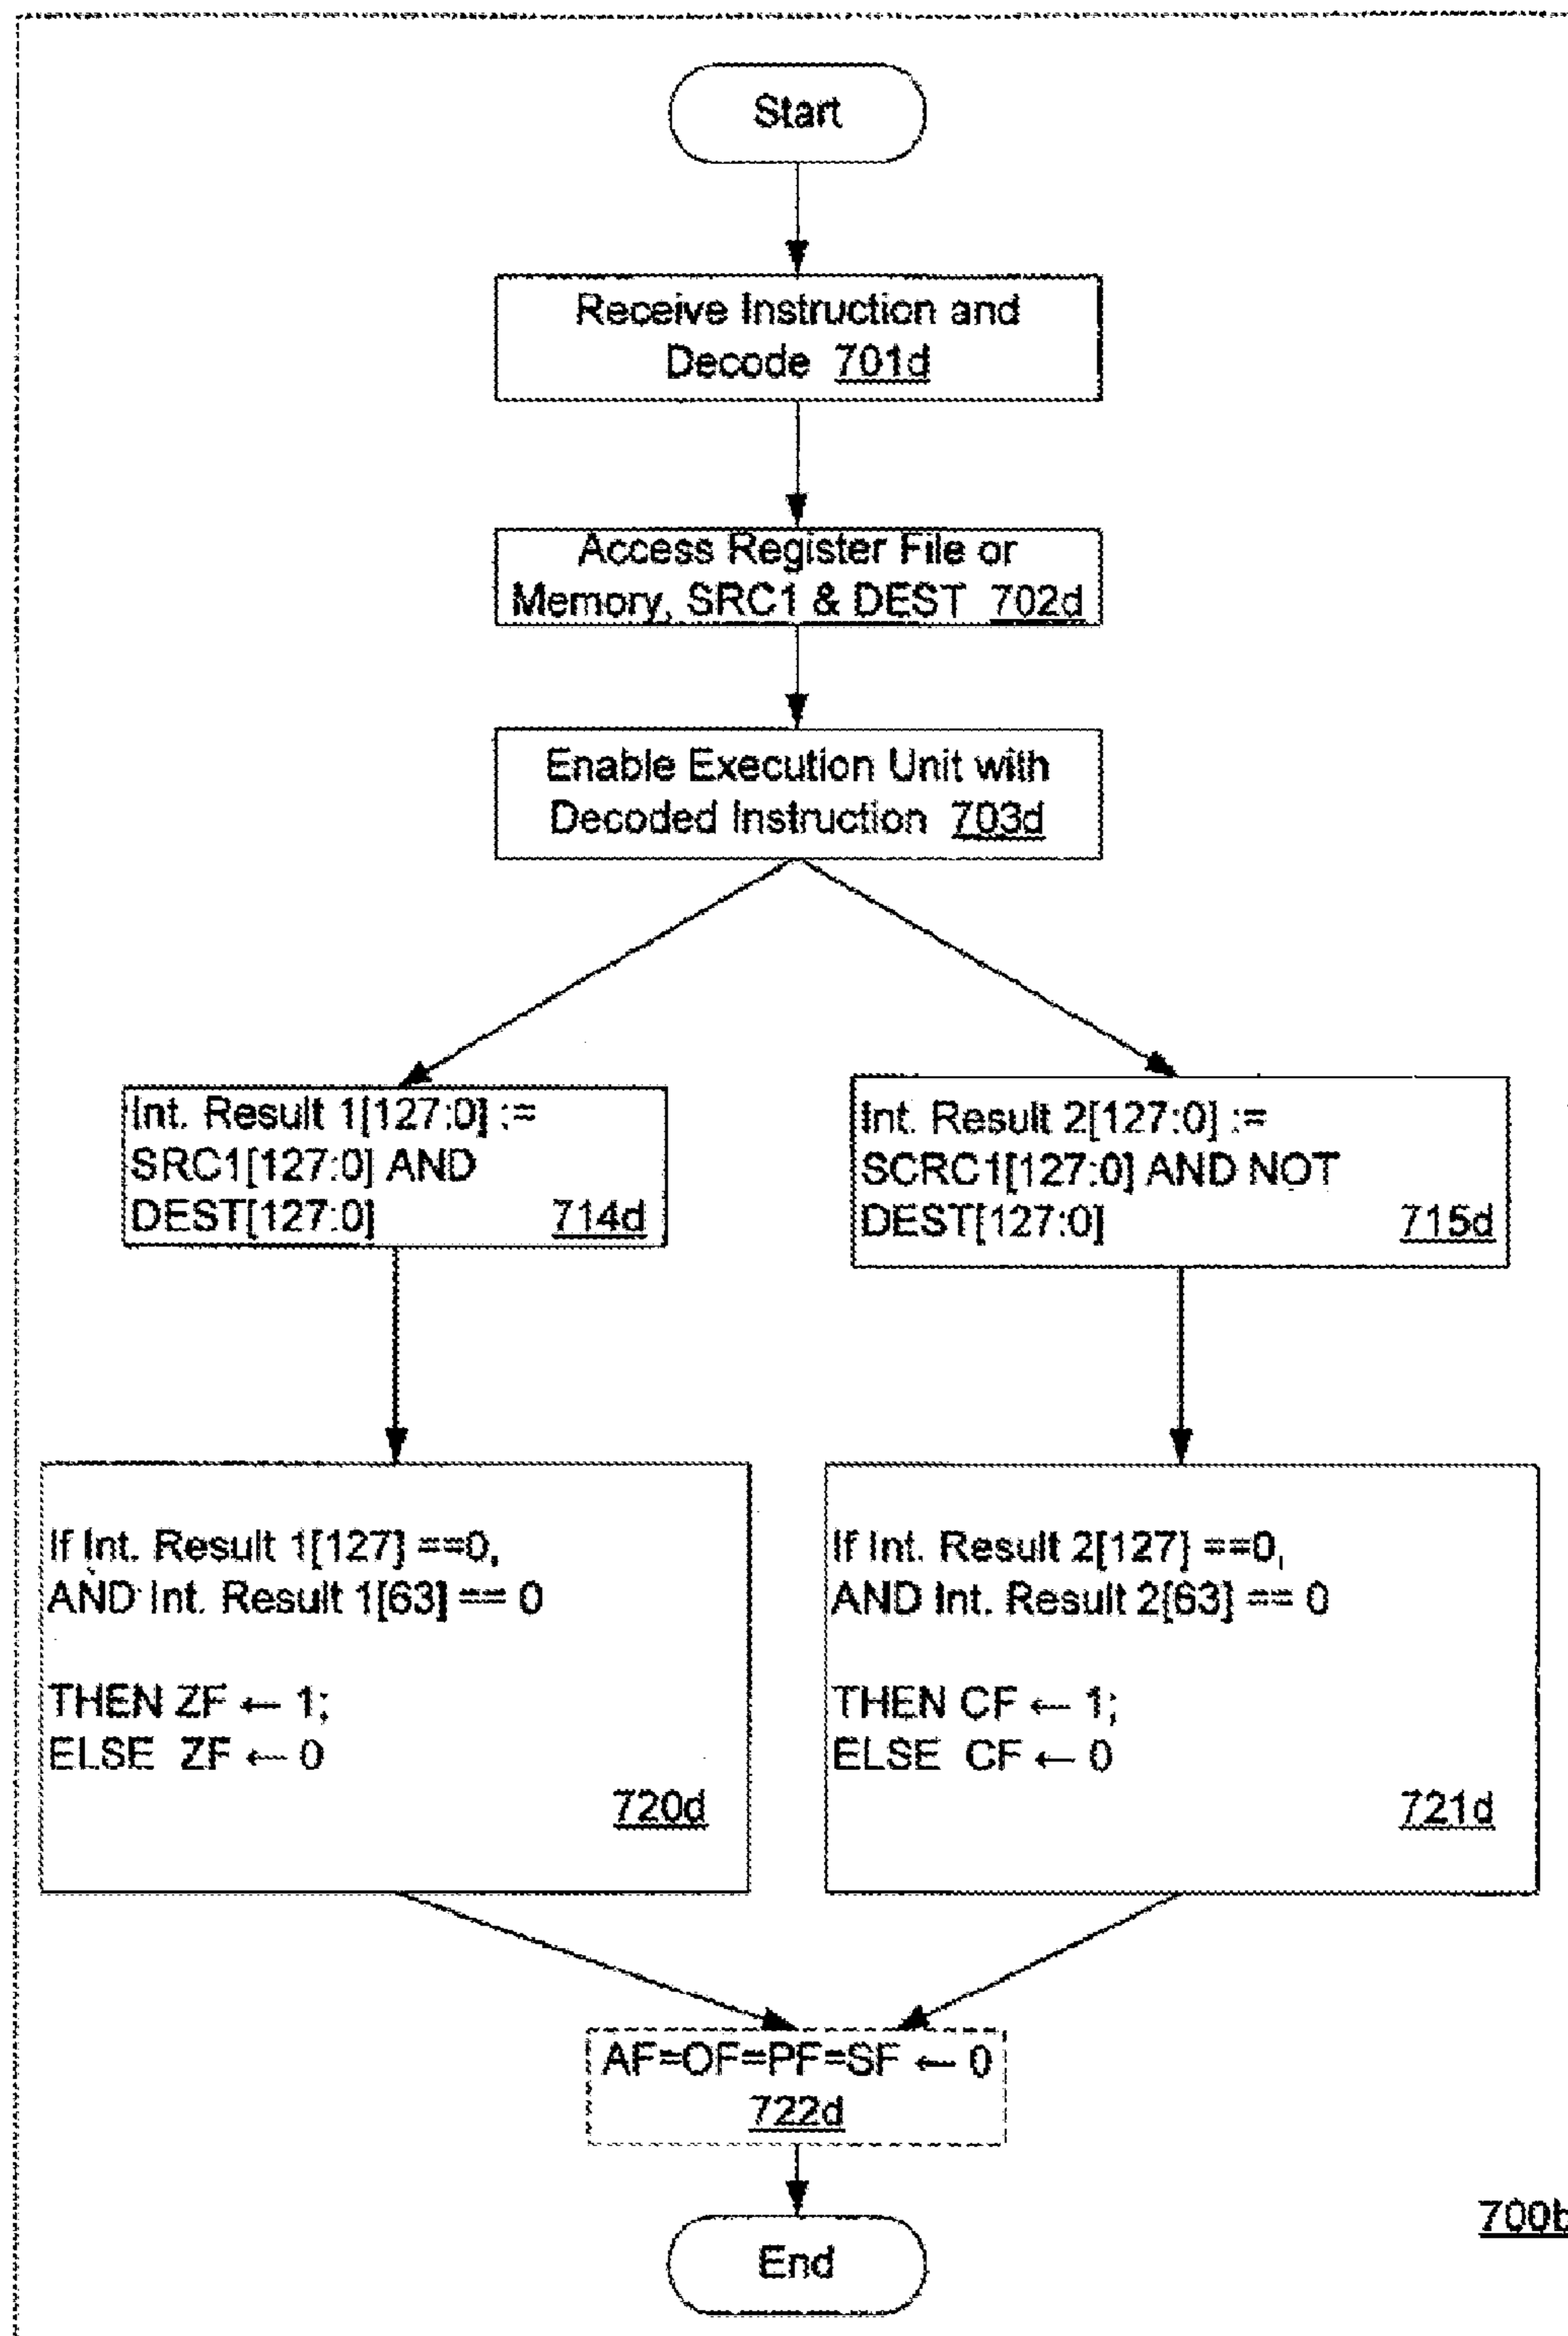 Start
Receive Instruction and
Decode 701d
Access Register File or
Memory, SRC1 & DEST 702d
Enable Execution Unit with
Decoded Instruction 703d
Int. Result 1[127:0] :=
SRC1[127:0] AND
DEST[127:0] 714d
Int. Result 2[127:0] :=
SCRC1[127:0] AND NOT
DEST[127:0] 715d
If Int. Result 1[127] ==0,
AND Int. Result 1[63] == 0
THEN ZF ← 1;
ELSE ZF ← 0
720d
If Int. Result 2[127] ==0,
AND Int. Result 2[63] == 0
THEN CF ← 1;
ELSE CF ← 0
721d
AF=OF=PF=SF ← 0
722d
End
700b